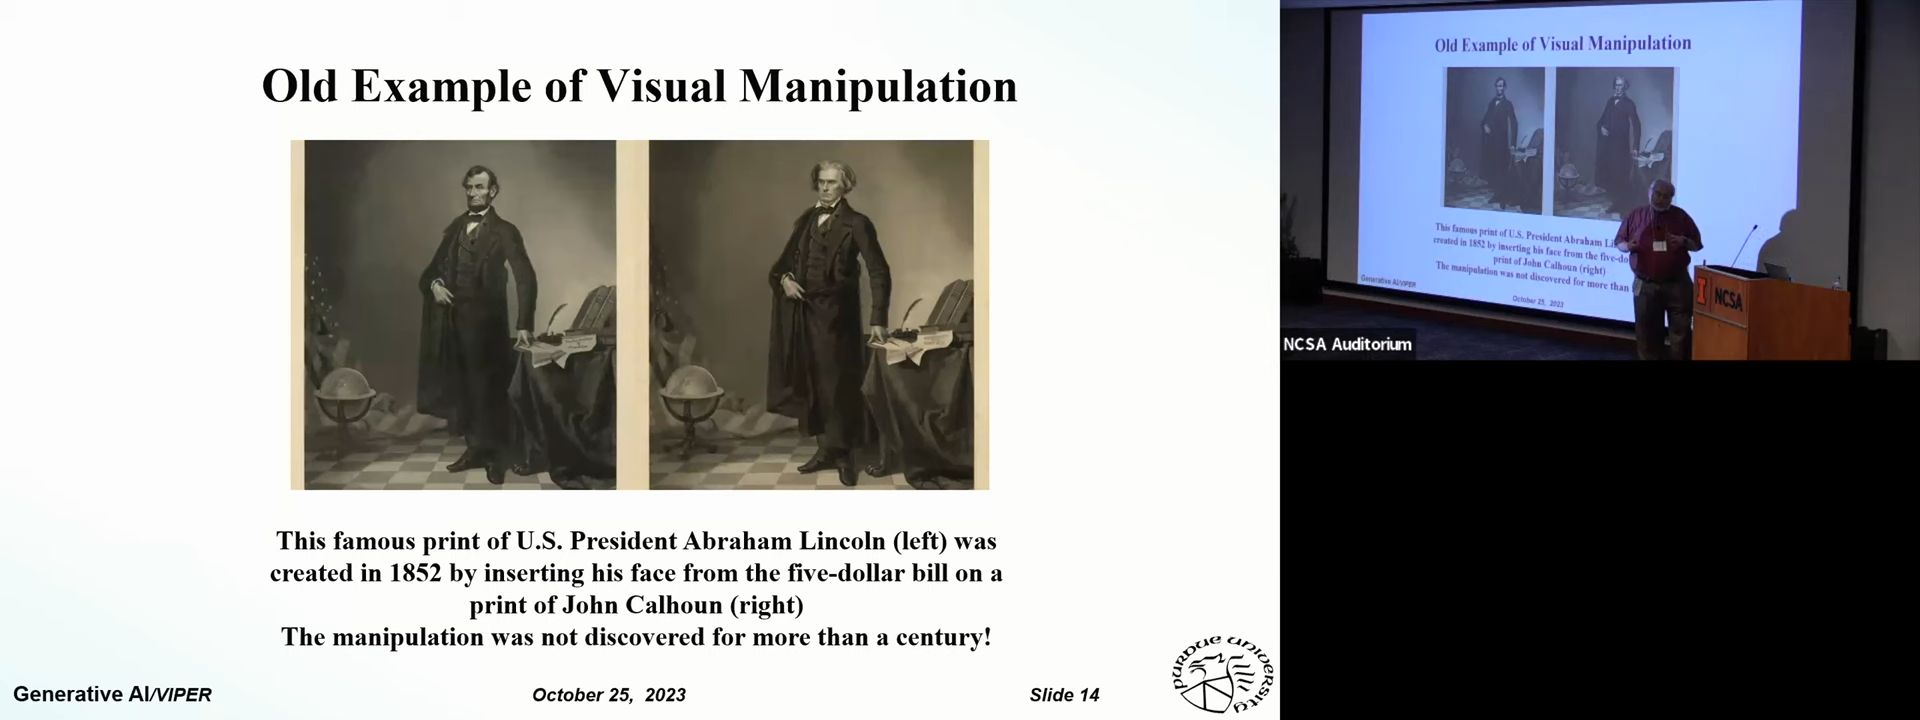 Old Example of Visual Manipulation
This famous print of U.S. President Abraham Lincoln (left) was
created in 1852 by inserting his face from the five-dollar bill on a
print of John Calhoun (right)
The manipulation was not discovered for more than a century!
Generative AI/VIPER
October 25, 2023
Slide 14
PURDUE UNIVERSITY
Old Example of Visual Manipulation
This famous print of U.S. President Abraham Li
created in 1852 by inserting his face from the five-do
print of John Calhoun (right)
The manipulation was not discovered for more than
Generative AI/VIPER
October 25, 2023
I NCSA
NCSA Auditorium